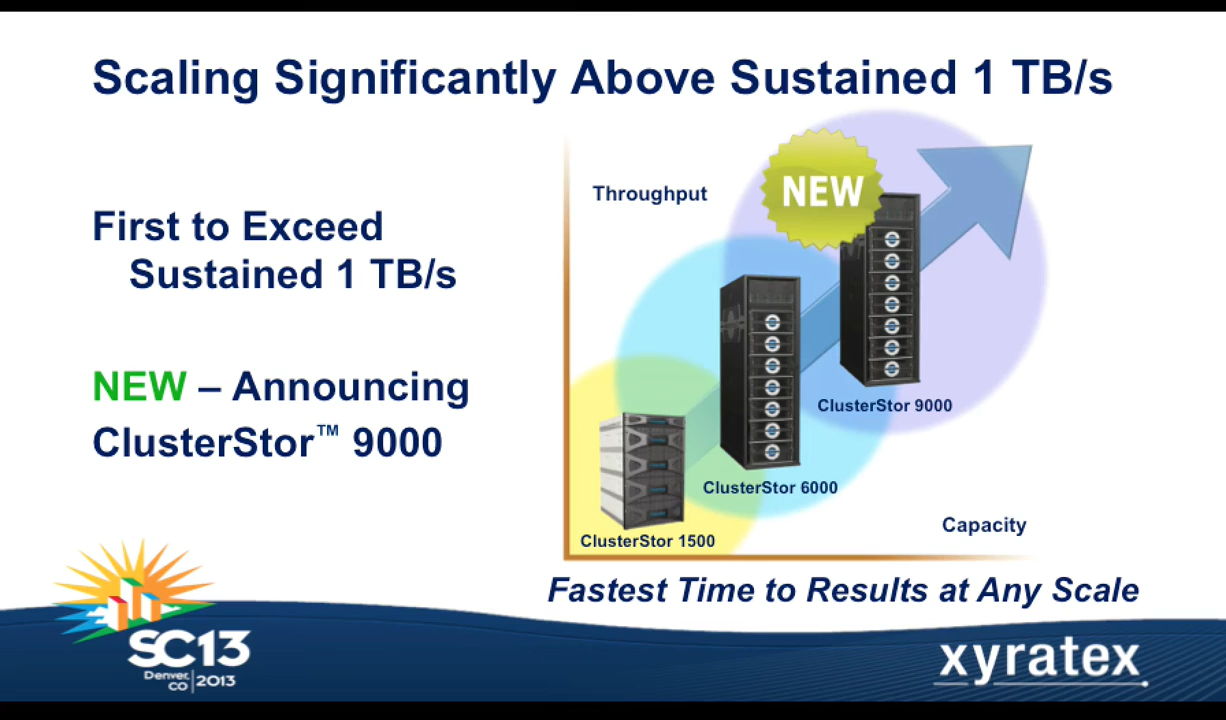 Scaling Significantly Above Sustained 1 TB/s
First to Exceed
Sustained 1 TB/s
NEW – Announcing
ClusterStor™ 9000
Throughput
NEW
ClusterStor 9000
ClusterStor 6000
ClusterStor 1500
Capacity
Fastest Time to Results at Any Scale
SC13
Denver,
CO | 2013
xyratex